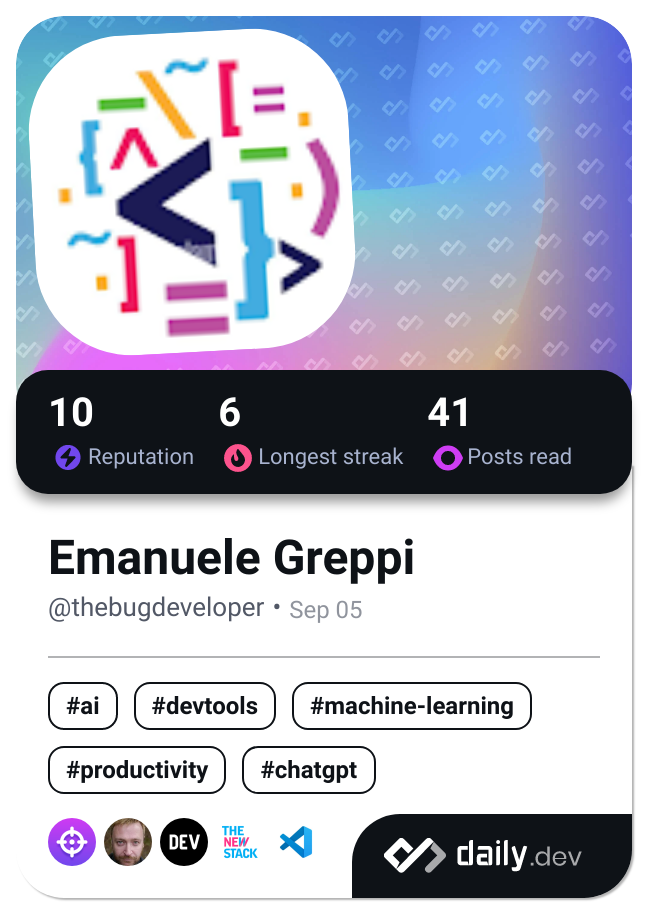 10 6 41
Reputation Longest streak Posts read
Emanuele Greppi
@thebugdeveloper • Sep 05
#ai #devtools #machine-learning
#productivity #chatgpt
DEV
THE
NEW
STACK
daily.dev